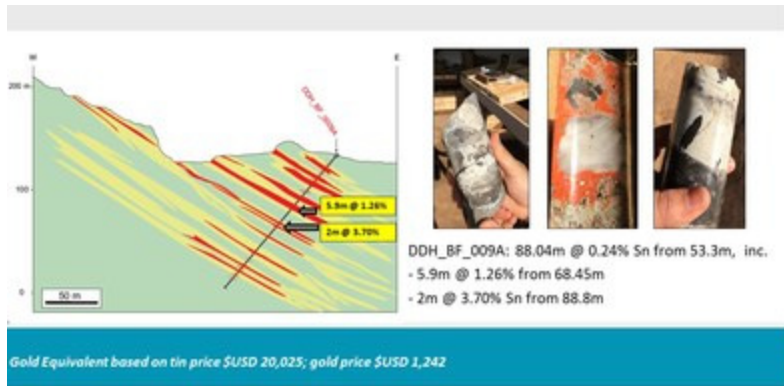 W
E
200 m
DDH_BF_009A
100
5.9m @ 1.26%
2m @ 3.70%
0
50 m
DDH_BF_009A: 88.04m @ 0.24% Sn from 53.3m, inc.
- 5.9m @ 1.26% from 68.45m
- 2m @ 3.70% Sn from 88.8m
Gold Equivalent based on tin price $USD 20,025; gold price $USD 1,242